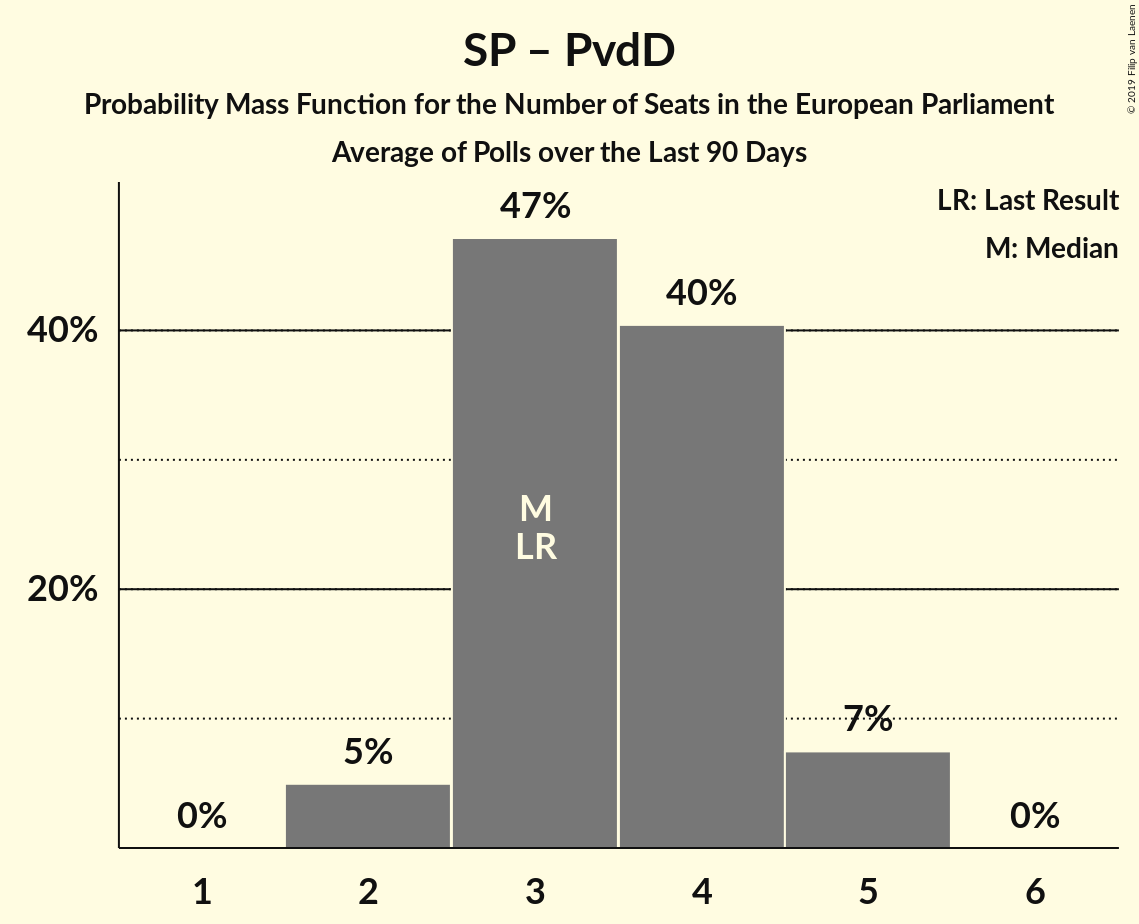 SP – PvdD
Probability Mass Function for the Number of Seats in the European Parliament
Average of Polls over the Last 90 Days
© 2019 Filip van Laenen
LR: Last Result
M: Median
47%
40%
40%
M
LR
20%
7%
5%
0%
0%
1
2
3
4
5
6